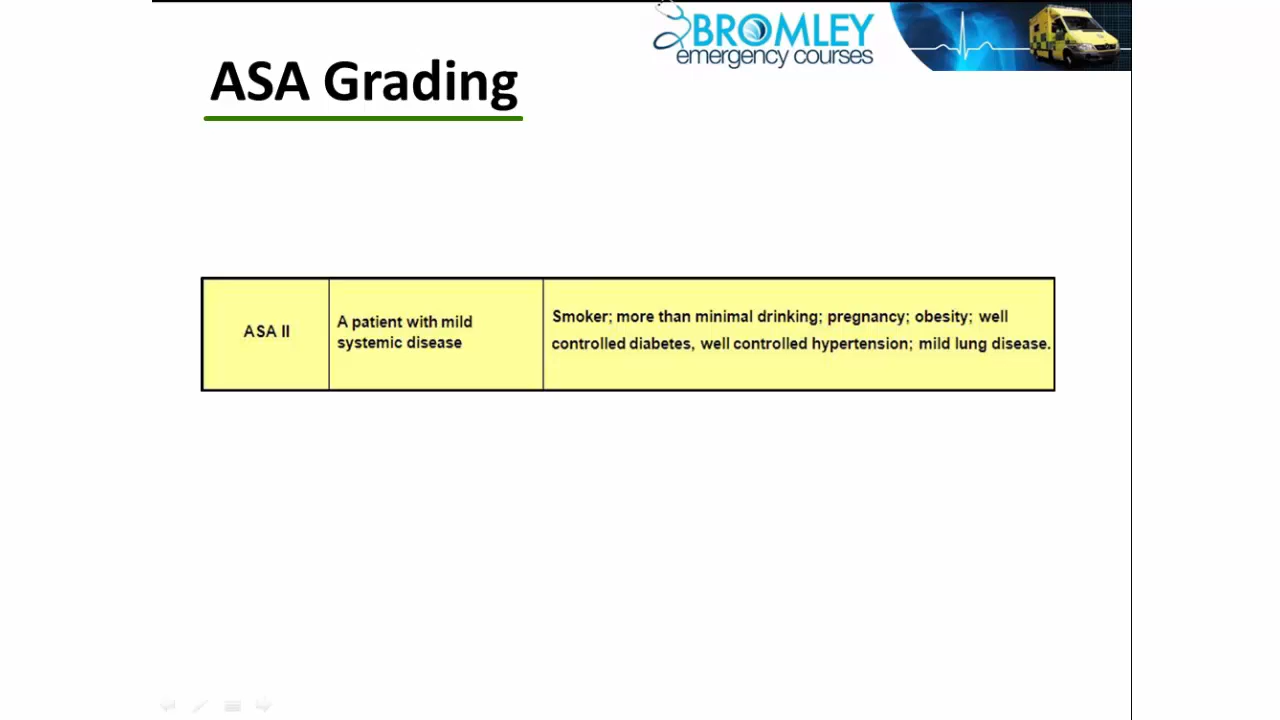 BROMLEY
emergency courses
ASA Grading
ASA II
A patient with mild
systemic disease
Smoker; more than minimal drinking; pregnancy; obesity; well
controlled diabetes, well controlled hypertension; mild lung disease.